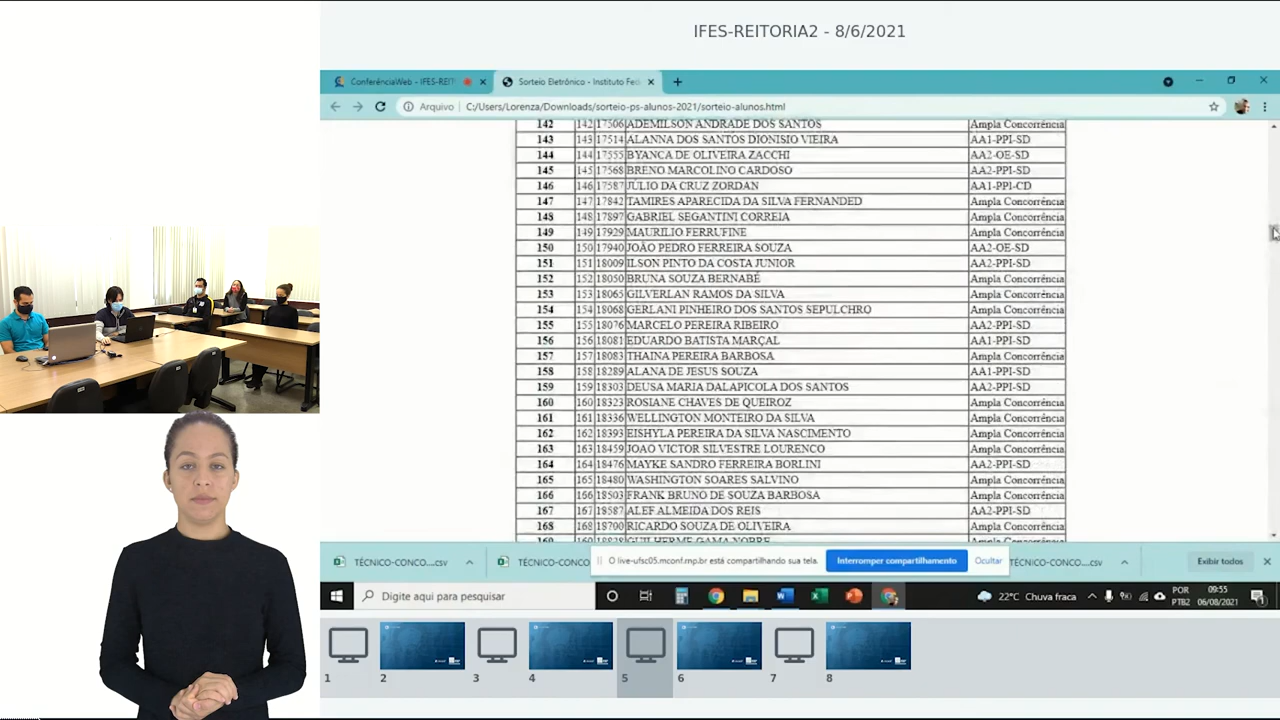 IFES-REITORIA2 - 8/6/2021
ConferênciaWeb - IFES-REIT
Sorteio Eletrônico - Instituto Fed
Arquivo | C:/Users/Lorenza/Downloads/sorteio-ps-alunos-2021/sorteio-alunos.html
142 142 17506 ADEMILSON ANDRADE DOS SANTOS Ampla Concorrência
143 143 17514 ALANNA DOS SANTOS DIONISIO VIEIRA AA1-PPI-SD
144 144 17555 BYANCA DE OLIVEIRA ZACCHI AA2-OE-SD
145 145 17568 BRENO MARCOLINO CARDOSO AA2-PPI-SD
146 146 17587 JÚLIO DA CRUZ ZORDAN AA1-PPI-CD
147 147 17842 TAMIRES APARECIDA DA SILVA FERNANDED Ampla Concorrência
148 148 17897 GABRIEL SEGANTINI CORREIA Ampla Concorrência
149 149 17929 MAURILIO FERRUFINE Ampla Concorrência
150 150 17940 JOÃO PEDRO FERREIRA SOUZA AA2-OE-SD
151 151 18009 ILSON PINTO DA COSTA JUNIOR AA2-PPI-SD
152 152 18050 BRUNA SOUZA BERNABÉ Ampla Concorrência
153 153 18065 GILVERLAN RAMOS DA SILVA Ampla Concorrência
154 154 18068 GERLANI PINHEIRO DOS SANTOS SEPULCHRO Ampla Concorrência
155 155 18076 MARCELO PEREIRA RIBEIRO AA2-PPI-SD
156 156 18081 EDUARDO BATISTA MARÇAL AA1-PPI-SD
157 157 18083 THAINA PEREIRA BARBOSA Ampla Concorrência
158 158 18289 ALANA DE JESUS SOUZA AA1-PPI-SD
159 159 18303 DEUSA MARIA DALAPICOLA DOS SANTOS AA2-PPI-SD
160 160 18323 ROSIANE CHAVES DE QUEIROZ Ampla Concorrência
161 161 18336 WELLINGTON MONTEIRO DA SILVA Ampla Concorrência
162 162 18393 EISHYLA PEREIRA DA SILVA NASCIMENTO Ampla Concorrência
163 163 18459 JOAO VICTOR SILVESTRE LOURENCO Ampla Concorrência
164 164 18476 MAYKE SANDRO FERREIRA BORLINI AA2-PPI-SD
165 165 18480 WASHINGTON SOARES SALVINO Ampla Concorrência
166 166 18503 FRANK BRUNO DE SOUZA BARBOSA Ampla Concorrência
167 167 18587 ALEF ALMEIDA DOS REIS AA2-PPI-SD
168 168 18700 RICARDO SOUZA DE OLIVEIRA Ampla Concorrência
GUILHERME GAMA NOBRE
TÉCNICO-CONCO....csv
TÉCNICO-CONCO
O live-ufsc05.mconf.rnp.br está compartilhando sua tela.
Interromper compartilhamento
Ocultar
TÉCNICO-CONCO....csv
Exibir todos
Digite aqui para pesquisar
22°C Chuva fraca
POR
PTB2
09:55
06/08/2021
1
1 2 3 4 5 6 7 8